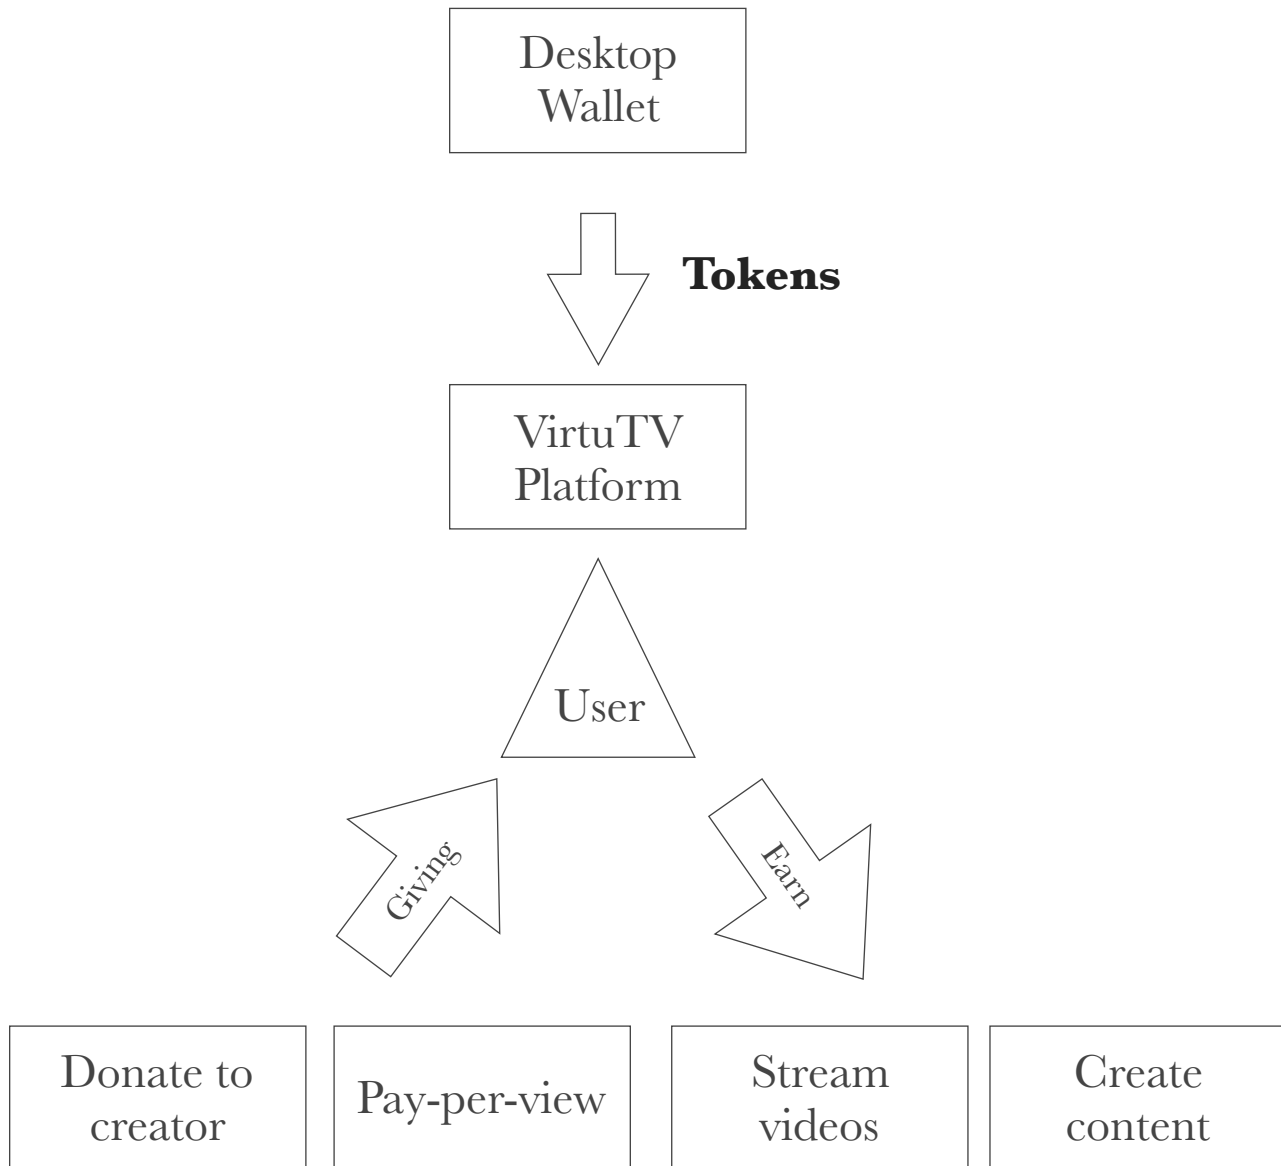 Desktop
Wallet
Tokens
VirtuTV
Platform
User
Giving
Earn
Donate to
creator
Pay-per-view
Stream
videos
Create
content